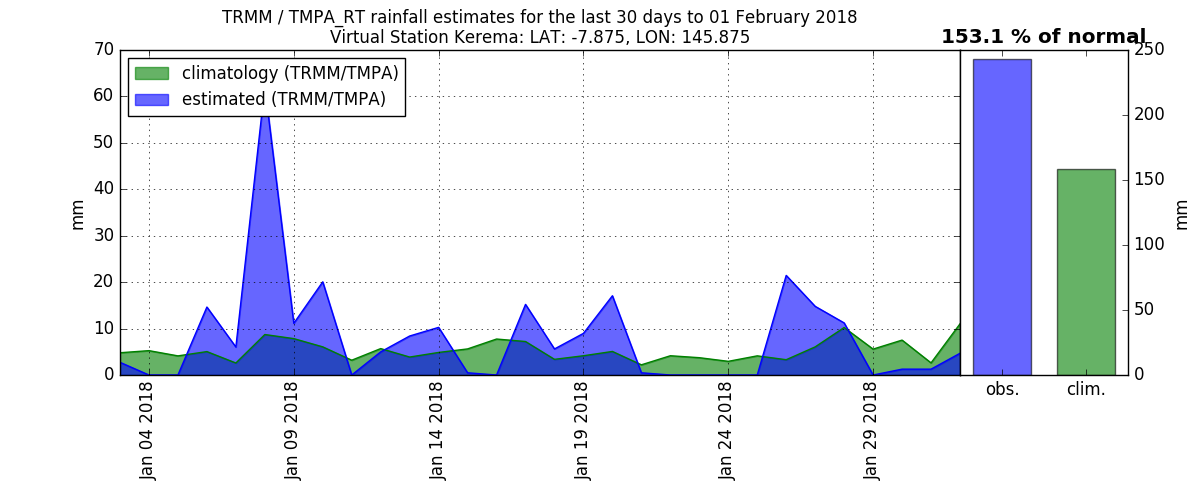 TRMM / TMPA_RT rainfall estimates for the last 30 days to 01 February 2018
Virtual Station Kerema: LAT: -7.875, LON: 145.875
153.1 % of normal
climatology (TRMM/TMPA)
estimated (TRMM/TMPA)
70
60
50
40
30
20
10
0
mm
Jan 04 2018
Jan 09 2018
Jan 14 2018
Jan 19 2018
Jan 24 2018
Jan 29 2018
obs.
clim.
250
200
150
100
50
0
mm